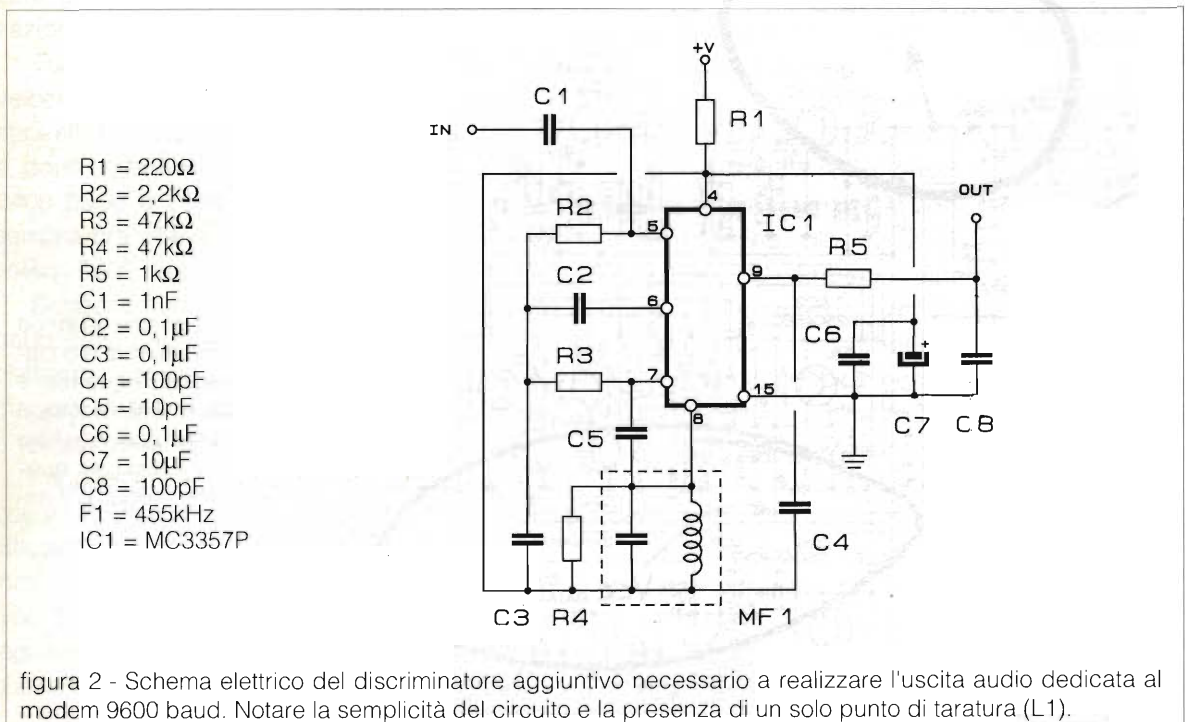 R1 = 220Ω
R2 = 2,2kΩ
R3 = 47kΩ
R4 = 47kΩ
R5 = 1kΩ
C1 = 1nF
C2 = 0,1µF
C3 = 0,1µF
C4 = 100pF
C5 = 10pF
C6 = 0,1µF
C7 = 10µF
C8 = 100pF
F1 = 455kHz
IC1 = MC3357P
+V
C1
R1
IN
4
OUT
R2
5
IC1
R5
9
C2
6
C6
+
R3
7
15
8
C7
C8
C5
C4
C3
R4
MF1
figura 2 - Schema elettrico del discriminatore aggiuntivo necessario a realizzare l'uscita audio dedicata al
modem 9600 baud. Notare la semplicità del circuito e la presenza di un solo punto di taratura (L1).